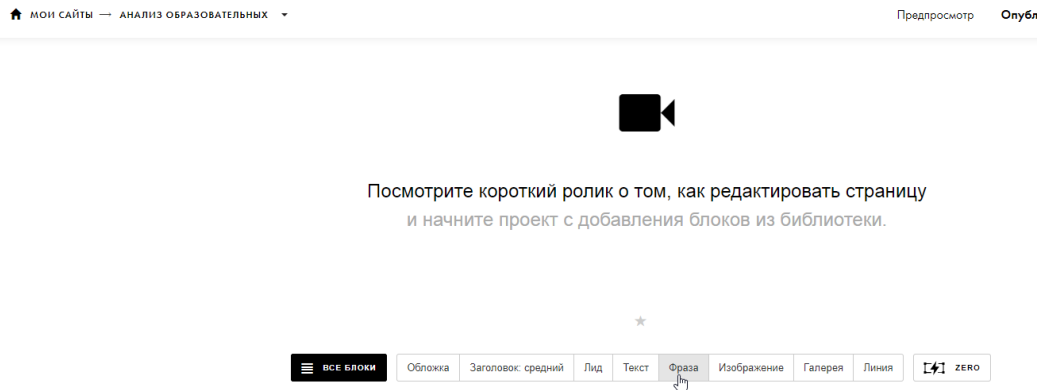 МОИ САЙТЫ → АНАЛИЗ ОБРАЗОВАТЕЛЬНЫХ Предпросмотр
Посмотрите короткий ролик о том, как редактировать страницу
и начните проект с добавления блоков из библиотеки.
ВСЕ БЛОКИ Обложка Заголовок: средний Лид Текст Фраза Изображение Галерея Линия ZERO